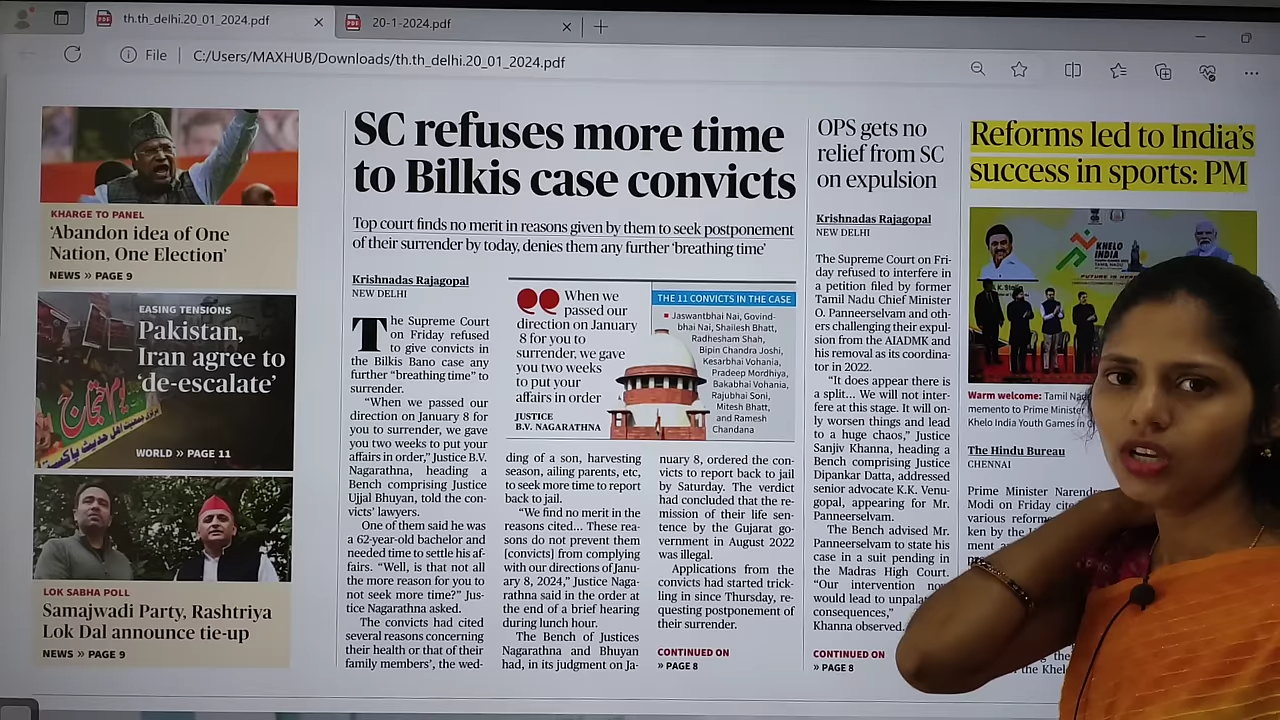 th.th_delhi.20_01_2024.pdf
20-1-2024.pdf
File
C:/Users/MAXHUB/Downloads/th.th_delhi.20_01_2024.pdf
KHARGE TO PANEL
'Abandon idea of One
Nation, One Election'
NEWS » PAGE 9
EASING TENSIONS
Pakistan,
Iran agree to
'de-escalate'
WORLD » PAGE 11
LOK SABHA POLL
Samajwadi Party, Rashtriya
Lok Dal announce tie-up
NEWS » PAGE 9
SC refuses more time
to Bilkis case convicts
Top court finds no merit in reasons given by them to seek postponement
of their surrender by today, denies them any further 'breathing time'
Krishnadas Rajagopal
NEW DELHI
The Supreme Court
on Friday refused
to give convicts in
the Bilkis Bano case any
further "breathing time" to
surrender.
"When we passed our
direction on January 8 for
you to surrender, we gave
you two weeks to put your
affairs in order," Justice B.V.
Nagarathna, heading a
Bench comprising Justice
Ujjal Bhuyan, told the con-
victs' lawyers.
One of them said he was
a 62-year-old bachelor and
needed time to settle his af-
fairs. "Well, is that not all
the more reason for you to
not seek more time?" Jus-
tice Nagarathna asked.
The convicts had cited
several reasons concerning
their health or that of their
family members', the wed-
When we
passed our
direction on January
8 for you to
surrender, we gave
you two weeks
to put your
affairs in order
JUSTICE
B.V. NAGARATHNA
THE 11 CONVICTS IN THE CASE
Jaswantbhai Nai, Govind-
bhai Nai, Shailesh Bhatt,
Radhesham Shah,
Bipin Chandra Joshi,
Kesarbhai Vohania,
Pradeep Mordhiya,
Bakabhai Vohania,
Rajubhai Soni,
Mitesh Bhatt,
and Ramesh
Chandana
ding of a son, harvesting
season, ailing parents, etc,
to seek more time to report
back to jail.
"We find no merit in the
reasons cited... These rea-
sons do not prevent them
[convicts] from complying
with our directions of Janu-
ary 8, 2024," Justice Naga-
rathna said in the order at
the end of a brief hearing
during lunch hour.
The Bench of Justices
Nagarathna and Bhuyan
had, in its judgment on Ja-
nuary 8, ordered the con-
victs to report back to jail
by Saturday. The verdict
had concluded that the re-
mission of their life sen-
tence by the Gujarat go-
vernment in August 2022
was illegal.
Applications from the
convicts had started trick-
ling in since Thursday, re-
questing postponement of
their surrender.
CONTINUED ON
» PAGE 8
OPS gets no
relief from SC
on expulsion
Krishnadas Rajagopal
NEW DELHI
The Supreme Court on Fri-
day refused to interfere in
a petition filed by former
Tamil Nadu Chief Minister
O. Panneerselvam and oth-
ers challenging their expul-
sion from the AIADMK and
his removal as its coordina-
tor in 2022.
"It does appear there is
a split... We will not inter-
fere at this stage. It will on-
ly worsen things and lead
to a huge chaos," Justice
Sanjiv Khanna, heading a
Bench comprising Justice
Dipankar Datta, addressed
senior advocate K.K. Venu-
gopal, appearing for Mr.
Panneerselvam.
The Bench advised Mr.
Panneerselvam to state his
case in a suit pending in
the Madras High Court.
"Our intervention now
would lead to
consequences,"
Khanna observed.
CONTINUED ON
» PAGE 8
Reforms led to India's
success in sports: PM
KHELO
INDIA
Warm welcome: Tamil
memento to Prime Minister
Khelo India Youth Games in
The Hindu Bureau
CHENNAI
Prime Minister
Modi on Friday
various
ken by the